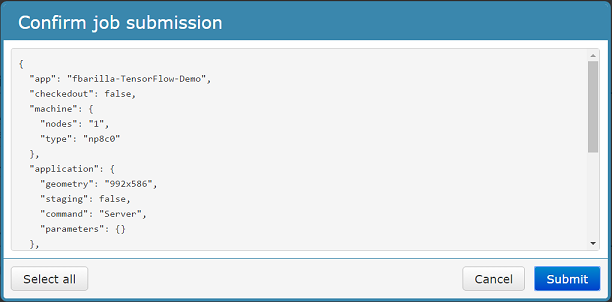 Confirm job submission
{
  "app": "fbarilla-TensorFlow-Demo",
  "checkedout": false,
  "machine": {
    "nodes": "1",
    "type": "np8c0"
  },
  "application": {
    "geometry": "992x586",
    "staging": false,
    "command": "Server",
    "parameters": {}
  },
Select all
Cancel
Submit